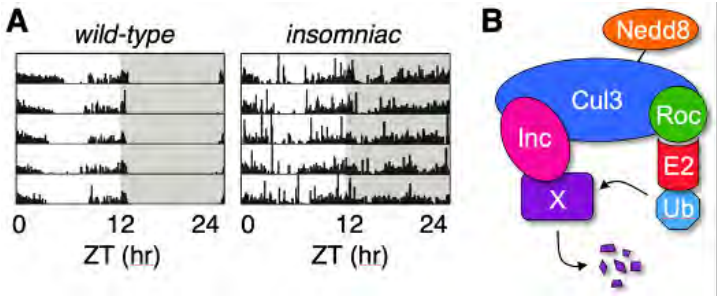 A
wild-type
insomniac
0 12 24
ZT (hr)
0 12 24
ZT (hr)
B
Nedd8
Cul3
Roc
Inc
E2
X
Ub